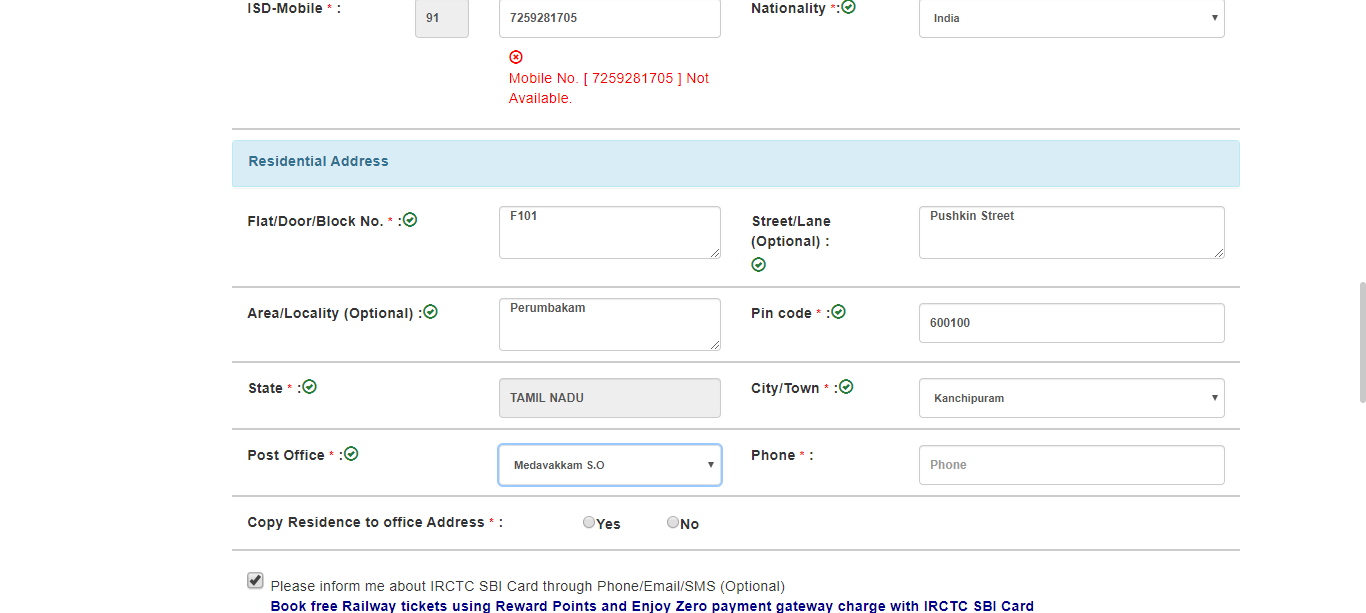 ISD-Mobile * : 91 7259281705 Nationality *: India
Mobile No. [ 7259281705 ] Not
Available.
Residential Address
Flat/Door/Block No. * : F101 Street/Lane
(Optional) : Pushkin Street
Area/Locality (Optional) : Perumbakam Pin code * : 600100
State * : TAMIL NADU City/Town * : Kanchipuram
Post Office * : Medavakkam S.O Phone * : Phone
Copy Residence to office Address * : Yes No
Please inform me about IRCTC SBI Card through Phone/Email/SMS (Optional)
Book free Railway tickets using Reward Points and Enjoy Zero payment gateway charge with IRCTC SBI Card